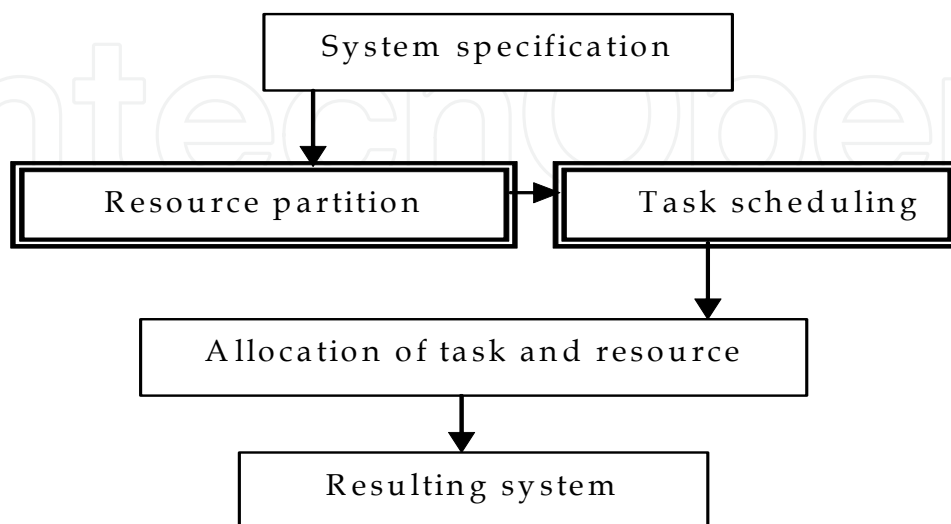 System specification
Resource partition
Task scheduling
Allocation of task and resource
Resulting system